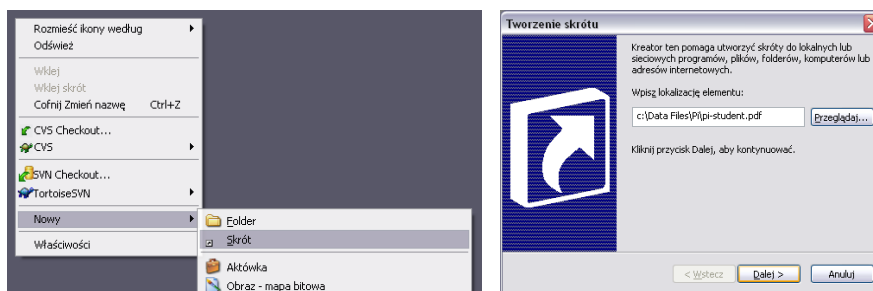 Rozmieść ikony według
Odśwież
Wklej
Wklej skrót
Cofnij Zmień nazwę Ctrl+Z
CVS Checkout...
CVS
SVN Checkout...
TortoiseSVN
Nowy
Właściwości
Folder
Skrót
Aktówka
Obraz - mapa bitowa
Tworzenie skrótu
Kreator ten pomaga utworzyć skróty do lokalnych lub
sieciowych programów, plików, folderów, komputerów lub
adresów internetowych.
Wpisz lokalizację elementu:
c:\Data Files\PI\pi-student.pdf
Przeglądaj...
Kliknij przycisk Dalej, aby kontynuować.
< Wstecz
Dalej >
Anuluj